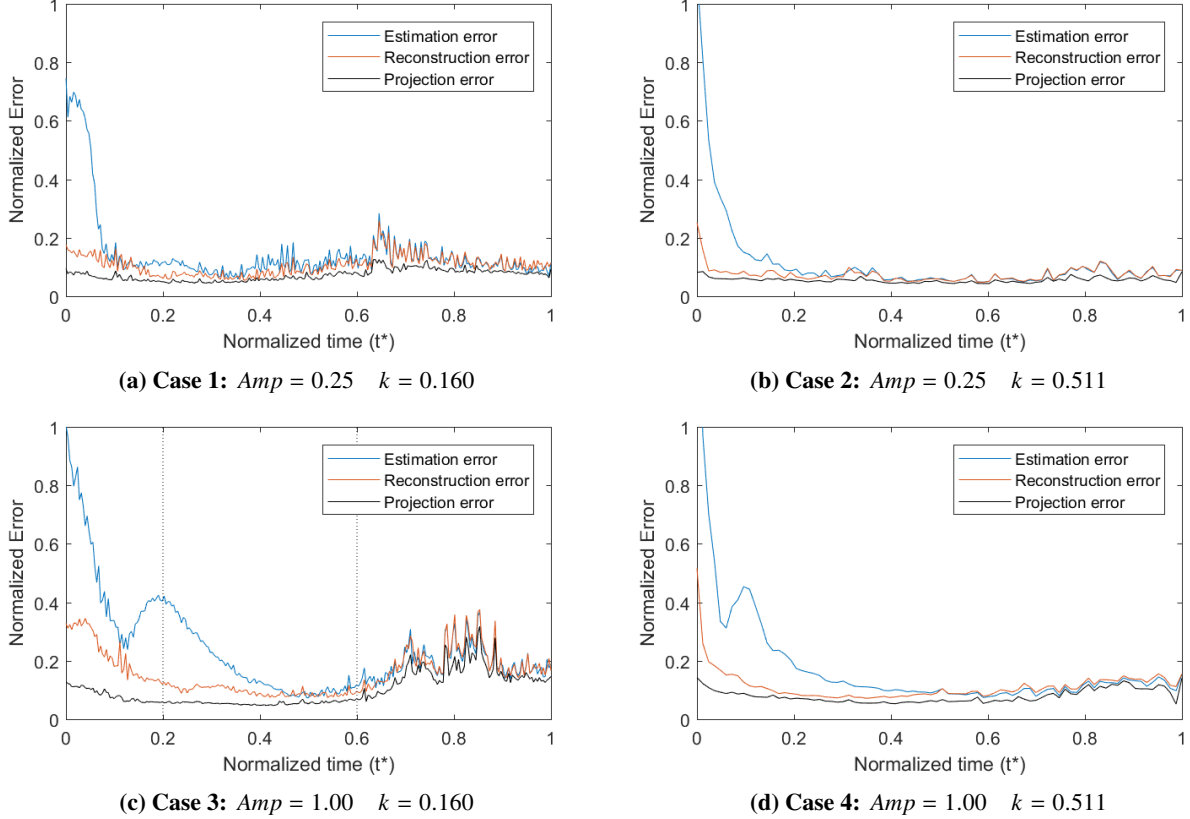 1
0.8
0.6
0.4
0.2
0
Normalized Error
Estimation error
Reconstruction error
Projection error
0 0.2 0.4 0.6 0.8 1
Normalized time (t*)
(a) Case 1: Amp = 0.25 k = 0.160
1
0.8
0.6
0.4
0.2
0
Normalized Error
Estimation error
Reconstruction error
Projection error
0 0.2 0.4 0.6 0.8 1
Normalized time (t*)
(b) Case 2: Amp = 0.25 k = 0.511
1
0.8
0.6
0.4
0.2
0
Normalized Error
Estimation error
Reconstruction error
Projection error
0 0.2 0.4 0.6 0.8 1
Normalized time (t*)
(c) Case 3: Amp = 1.00 k = 0.160
1
0.8
0.6
0.4
0.2
0
Normalized Error
Estimation error
Reconstruction error
Projection error
0 0.2 0.4 0.6 0.8 1
Normalized time (t*)
(d) Case 4: Amp = 1.00 k = 0.511